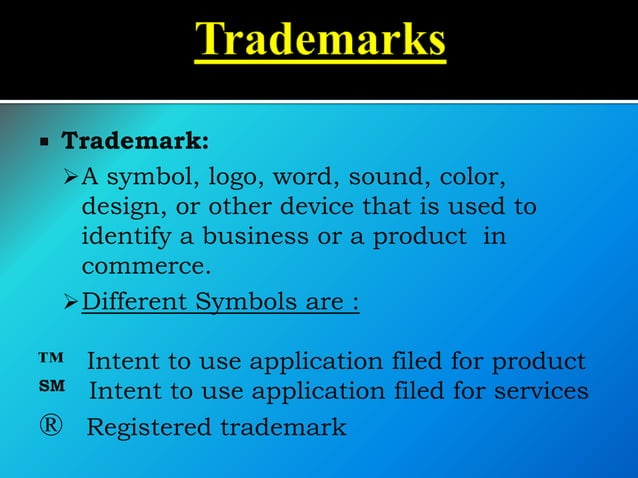 Trademarks
▪ Trademark:
➢ A symbol, logo, word, sound, color,
design, or other device that is used to
identify a business or a product in
commerce.
➢ Different Symbols are :
™ Intent to use application filed for product
℠ Intent to use application filed for services
® Registered trademark